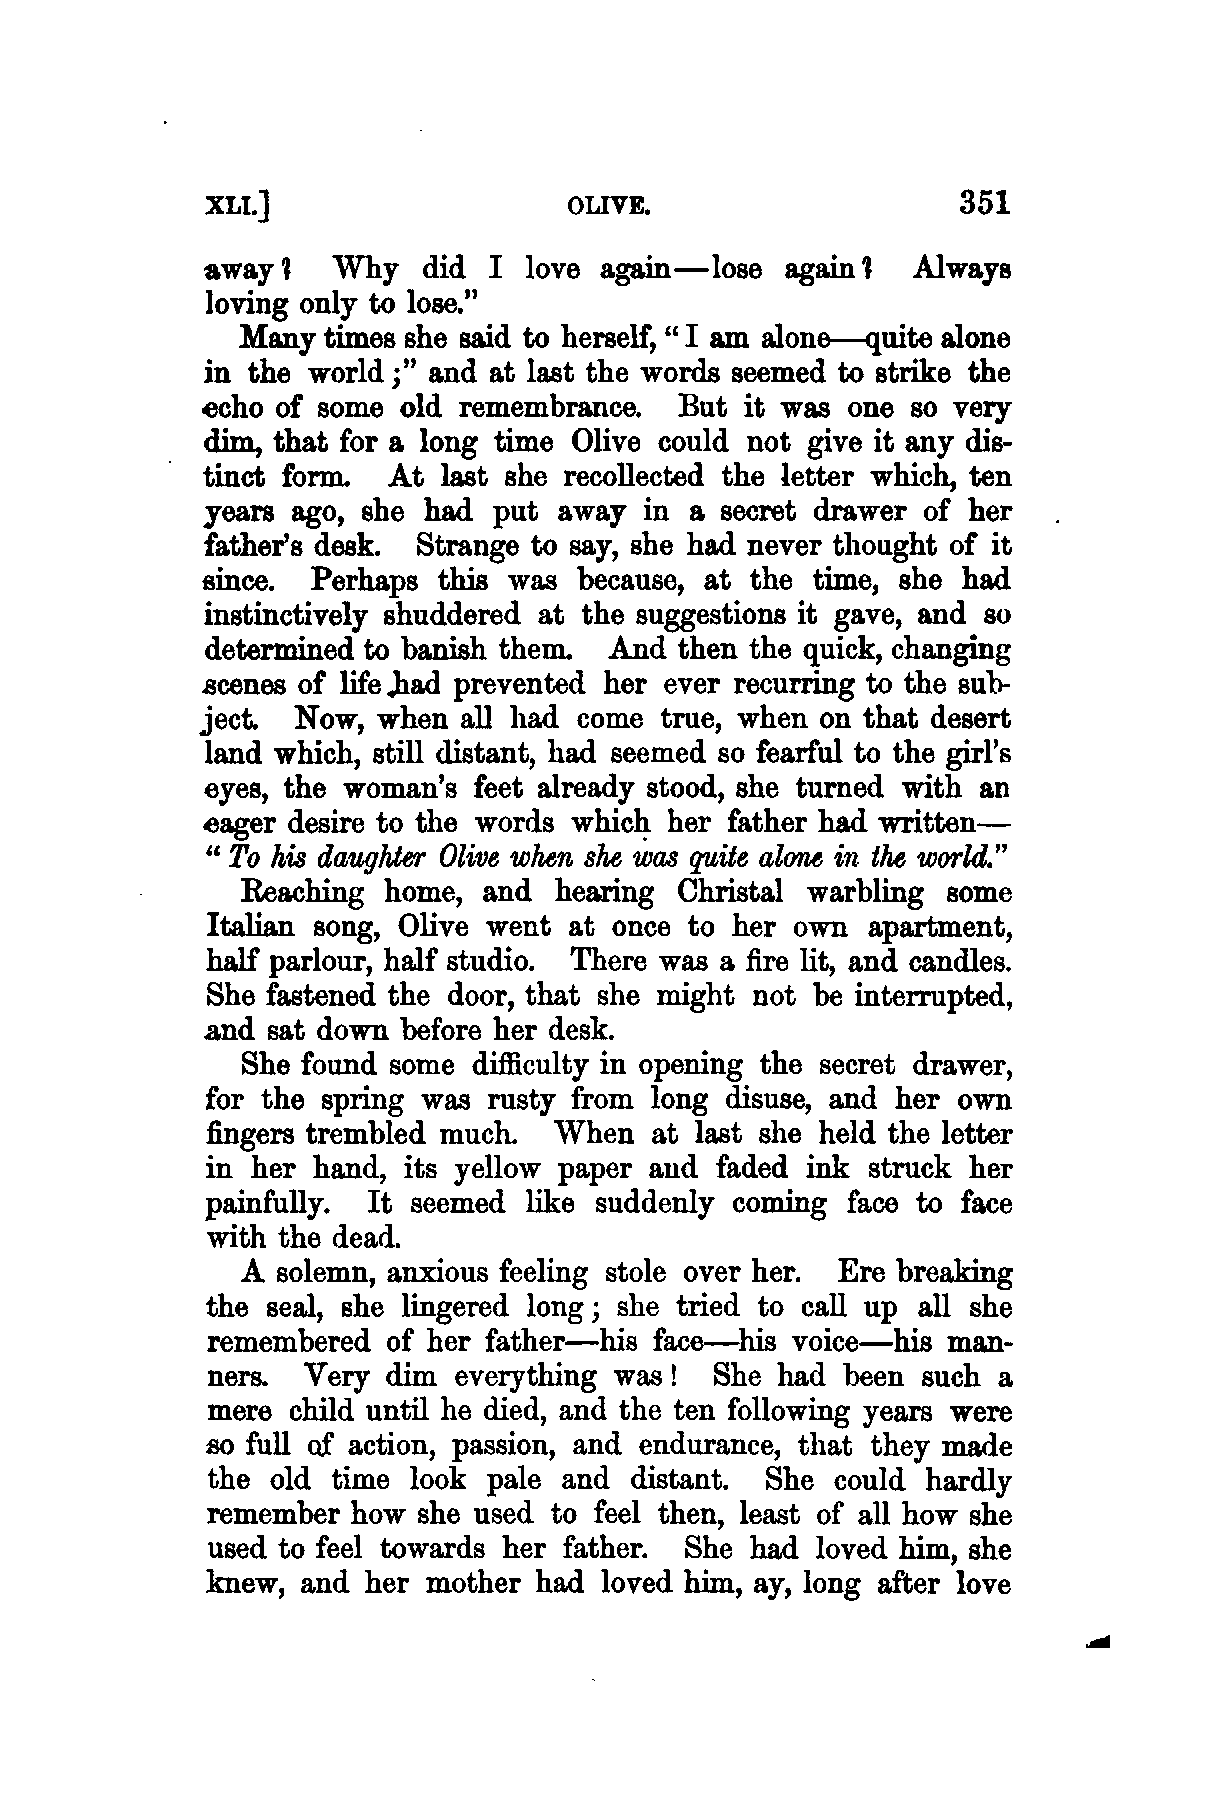 XLI.] OLIVE. 351
away? Why did I love again—lose again? Always
loving only to lose."
Many times she said to herself, "I am alone—quite alone
in the world;" and at last the words seemed to strike the
echo of some old remembrance. But it was one so very
dim, that for a long time Olive could not give it any dis-
tinct form. At last she recollected the letter which, ten
years ago, she had put away in a secret drawer of her
father's desk. Strange to say, she had never thought of it
since. Perhaps this was because, at the time, she had
instinctively shuddered at the suggestions it gave, and so
determined to banish them. And then the quick, changing
scenes of life had prevented her ever recurring to the sub-
ject. Now, when all had come true, when on that desert
land which, still distant, had seemed so fearful to the girl's
eyes, the woman's feet already stood, she turned with an
eager desire to the words which her father had written—
"To his daughter Olive when she was quite alone in the world."
Reaching home, and hearing Christal warbling some
Italian song, Olive went at once to her own apartment,
half parlour, half studio. There was a fire lit, and candles.
She fastened the door, that she might not be interrupted,
and sat down before her desk.
She found some difficulty in opening the secret drawer,
for the spring was rusty from long disuse, and her own
fingers trembled much. When at last she held the letter
in her hand, its yellow paper and faded ink struck her
painfully. It seemed like suddenly coming face to face
with the dead.
A solemn, anxious feeling stole over her. Ere breaking
the seal, she lingered long; she tried to call up all she
remembered of her father—his face—his voice—his man-
ners. Very dim everything was! She had been such a
mere child until he died, and the ten following years were
so full of action, passion, and endurance, that they made
the old time look pale and distant. She could hardly
remember how she used to feel then, least of all how she
used to feel towards her father. She had loved him, she
knew, and her mother had loved him, ay, long after love